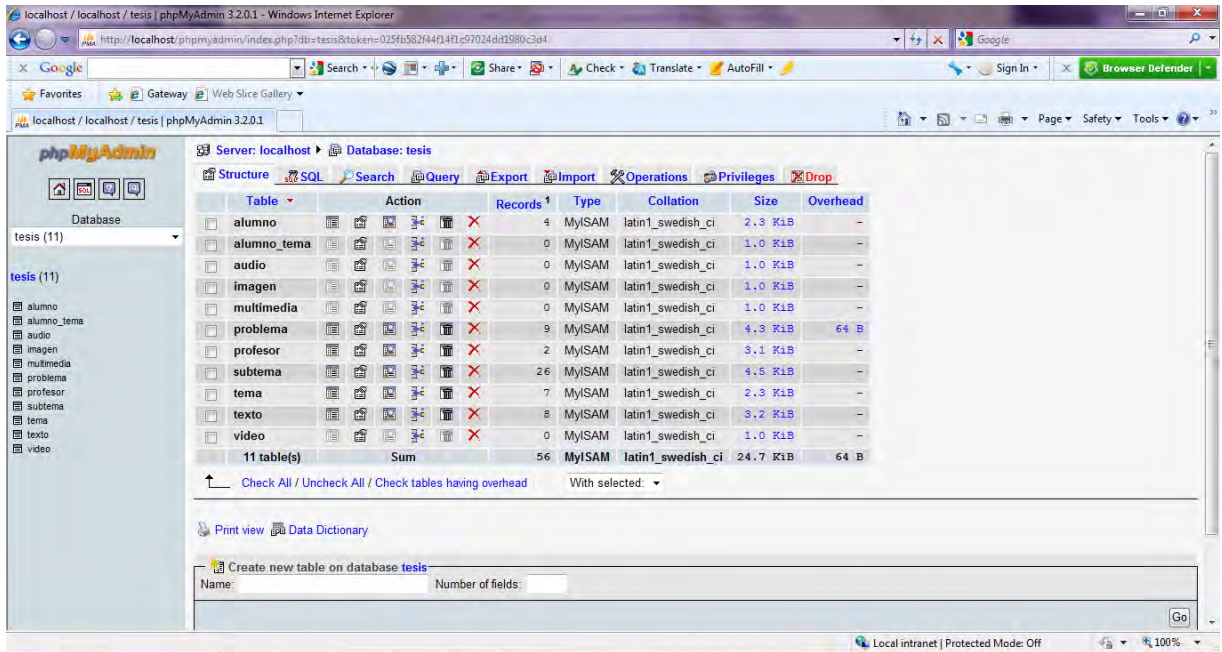 localhost / localhost / tesis | phpMyAdmin 3.2.0.1 - Windows Internet Explorer
http://localhost/phpmyadmin/index.php?db=tesis&token=025fb582f44f14f1c97024dd1980c3d4
Google
x Google Search Share Check Translate AutoFill Sign In x Browser Defender
Favorites Gateway Web Slice Gallery
localhost / localhost / tesis | phpMyAdmin 3.2.0.1 Page Safety Tools
phpMyAdmin
Database
tesis (11)
tesis (11)
alumno
alumno_tema
audio
imagen
multimedia
problema
profesor
subtema
tema
texto
video
Server: localhost Database: tesis
Structure SQL Search Query Export Import Operations Privileges Drop
Table Action Records 1 Type Collation Size Overhead
alumno 4 MyISAM latin1_swedish_ci 2.3 KiB -
alumno_tema 0 MyISAM latin1_swedish_ci 1.0 KiB -
audio 0 MyISAM latin1_swedish_ci 1.0 KiB -
imagen 0 MyISAM latin1_swedish_ci 1.0 KiB -
multimedia 0 MyISAM latin1_swedish_ci 1.0 KiB -
problema 9 MyISAM latin1_swedish_ci 4.3 KiB 64 B
profesor 2 MyISAM latin1_swedish_ci 3.1 KiB -
subtema 26 MyISAM latin1_swedish_ci 4.5 KiB -
tema 7 MyISAM latin1_swedish_ci 2.3 KiB -
texto 8 MyISAM latin1_swedish_ci 3.2 KiB -
video 0 MyISAM latin1_swedish_ci 1.0 KiB -
11 table(s) Sum 56 MyISAM latin1_swedish_ci 24.7 KiB 64 B
Check All / Uncheck All / Check tables having overhead With selected:
Print view Data Dictionary
Create new table on database tesis
Name: Number of fields:
Go
Local intranet | Protected Mode: Off 100%